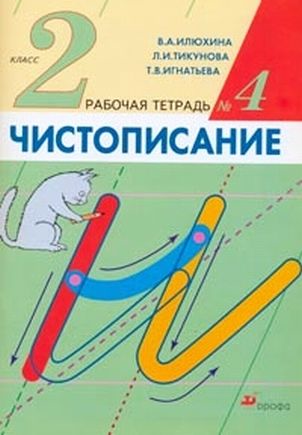 В.А.ИЛЮХИНА
Л.И.ТИКУНОВА
Т.В.ИГНАТЬЕВА
2 КЛАСС
РАБОЧАЯ ТЕТРАДЬ № 4
ЧИСТОПИСАНИЕ
дрофа